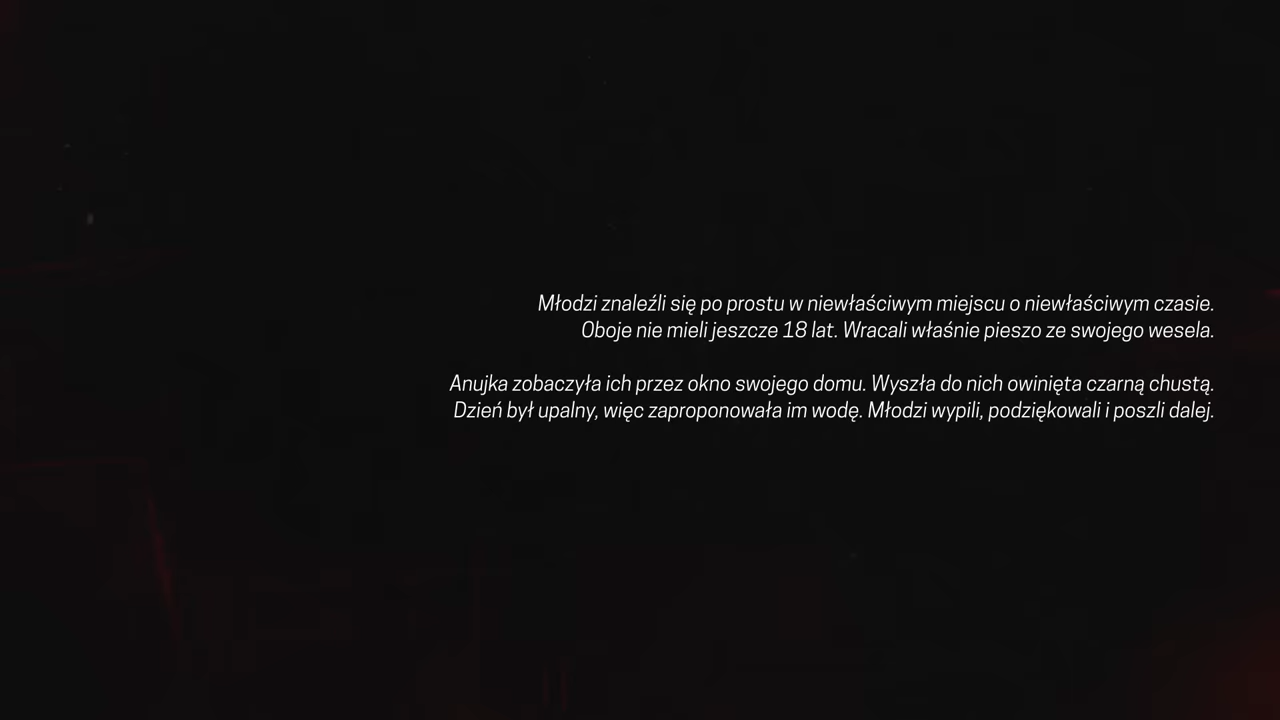 Młodzi znaleźli się po prostu w niewłaściwym miejscu o niewłaściwym czasie.
Oboje nie mieli jeszcze 18 lat. Wracali właśnie pieszo ze swojego wesela.
Anujka zobaczyła ich przez okno swojego domu. Wyszła do nich owinięta czarną chustą.
Dzień był upalny, więc zaproponowała im wodę. Młodzi wypili, podziękowali i poszli dalej.